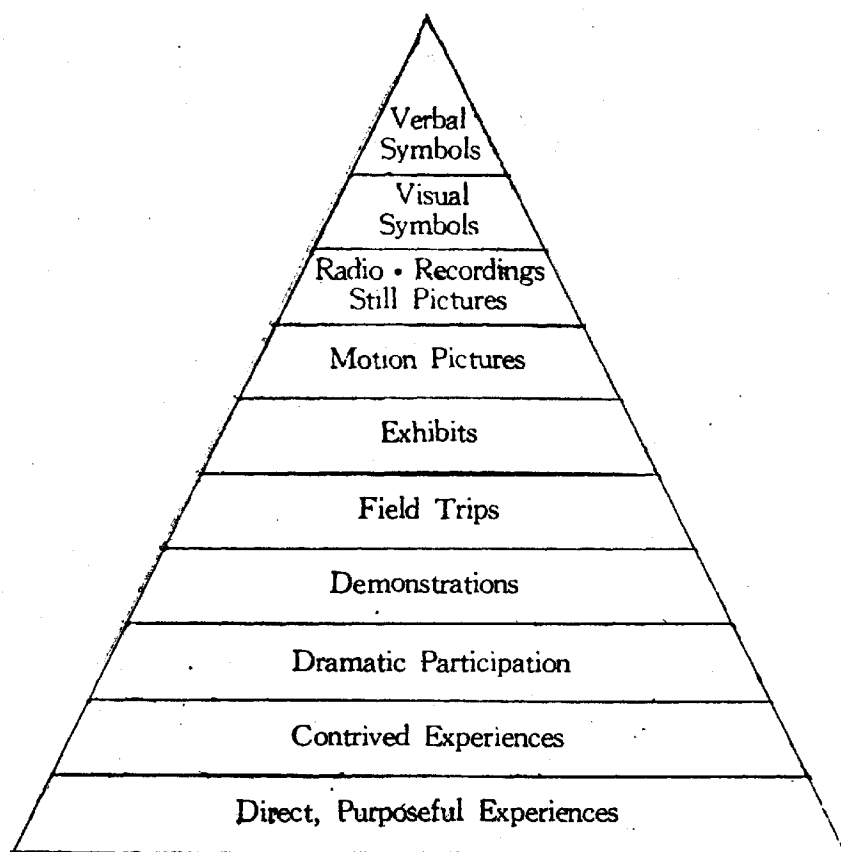 Verbal
Symbols
Visual
Symbols
Radio • Recordings
Still Pictures
Motion Pictures
Exhibits
Field Trips
Demonstrations
Dramatic Participation
Contrived Experiences
Direct, Purposeful Experiences